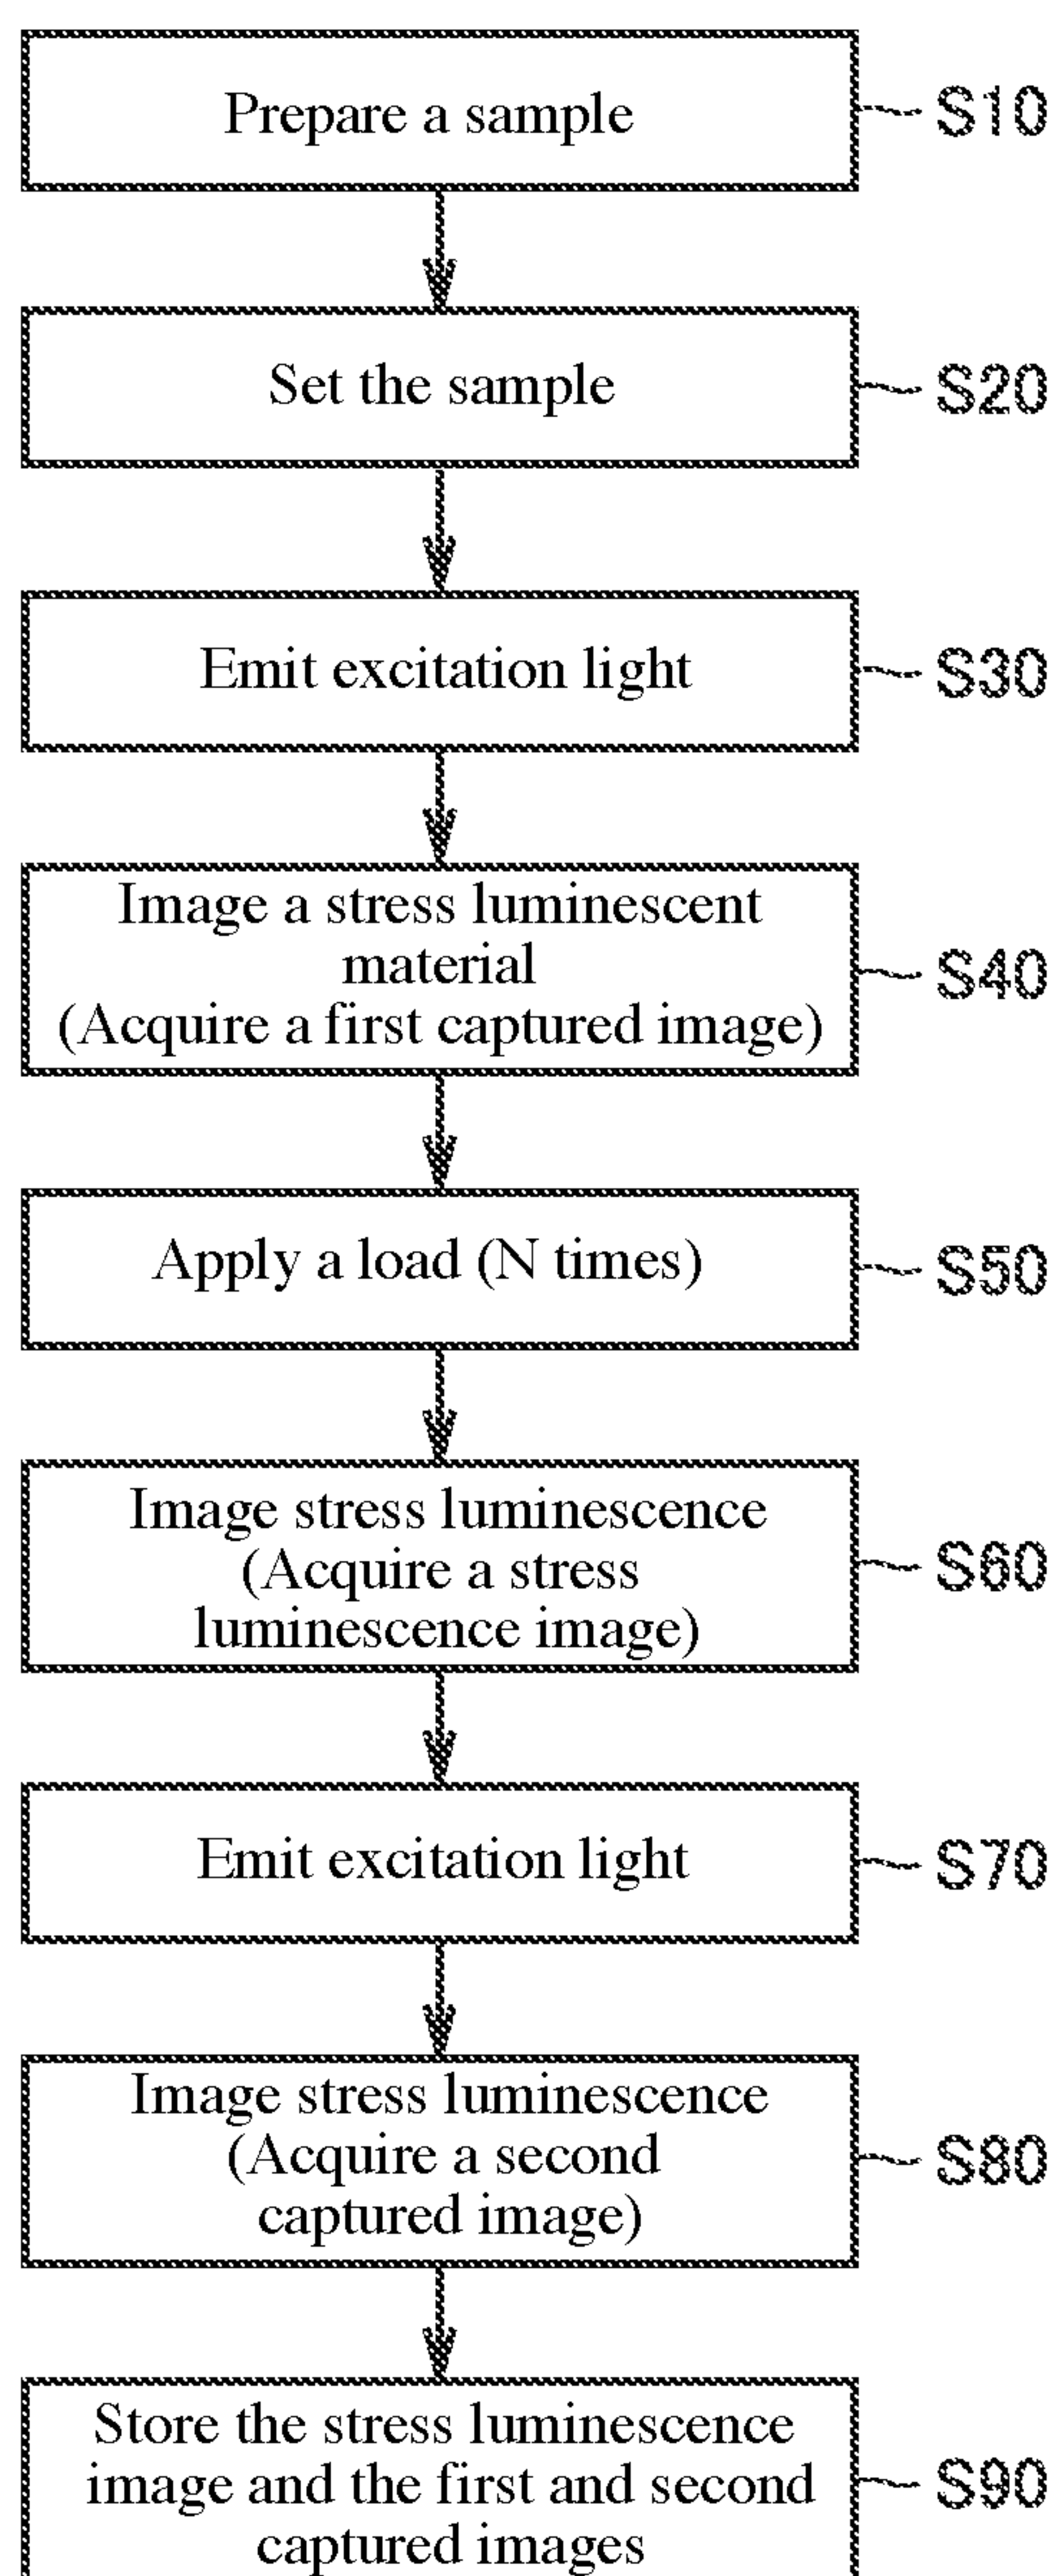 Prepare a sample
S10
Set the sample
S20
Emit excitation light
S30
Image a stress luminescent
material
(Acquire a first captured image)
S40
Apply a load (N times)
S50
Image stress luminescence
(Acquire a stress
luminescence image)
S60
Emit excitation light
S70
Image stress luminescence
(Acquire a second
captured image)
S80
Store the stress luminescence
image and the first and second
captured images
S90